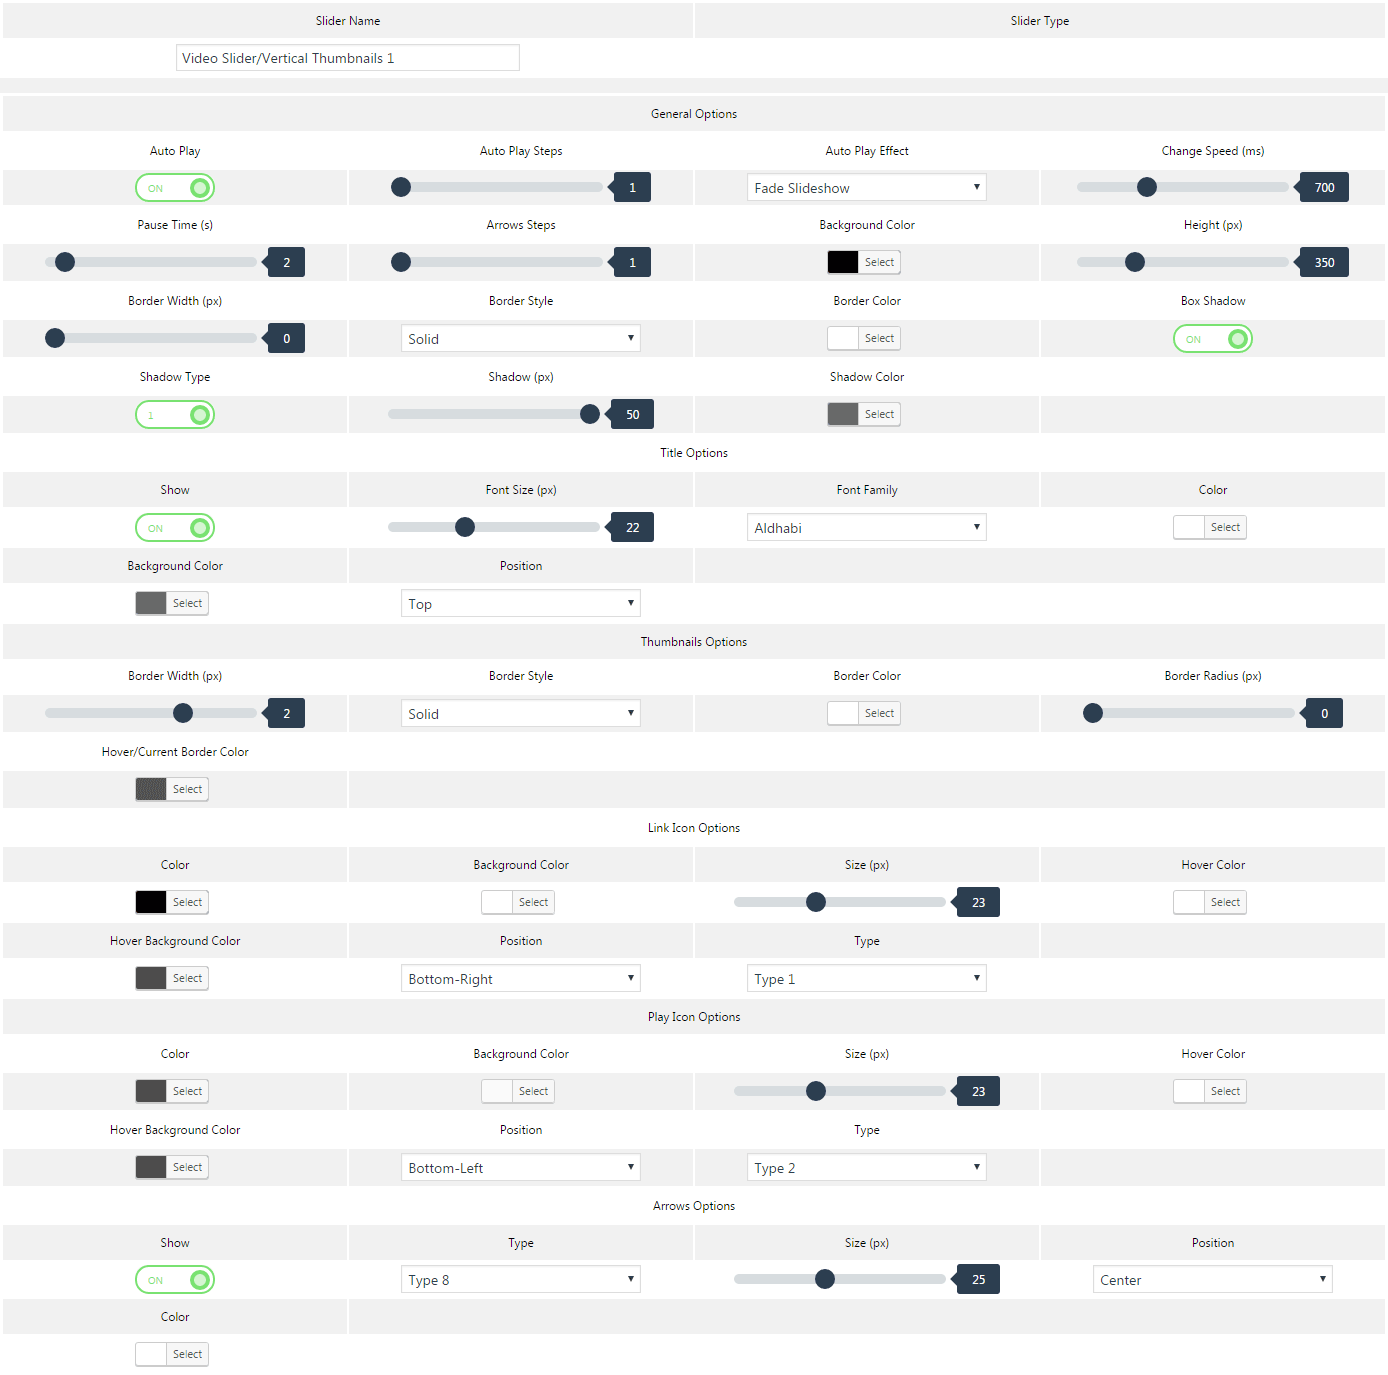 Slider Name Slider Type
Video Slider/Vertical Thumbnails 1
General Options
Auto Play Auto Play Steps Auto Play Effect Change Speed (ms)
ON 1 Fade Slideshow 700
Pause Time (s) Arrows Steps Background Color Height (px)
2 1 Select 350
Border Width (px) Border Style Border Color Box Shadow
0 Solid Select ON
Shadow Type Shadow (px) Shadow Color
1 50 Select
Title Options
Show Font Size (px) Font Family Color
ON 22 Aldhabi Select
Background Color Position
Select Top
Thumbnails Options
Border Width (px) Border Style Border Color Border Radius (px)
2 Solid Select 0
Hover/Current Border Color
Select
Link Icon Options
Color Background Color Size (px) Hover Color
Select Select 23 Select
Hover Background Color Position Type
Select Bottom-Right Type 1
Play Icon Options
Color Background Color Size (px) Hover Color
Select Select 23 Select
Hover Background Color Position Type
Select Bottom-Left Type 2
Arrows Options
Show Type Size (px) Position
ON Type 8 25 Center
Color
Select